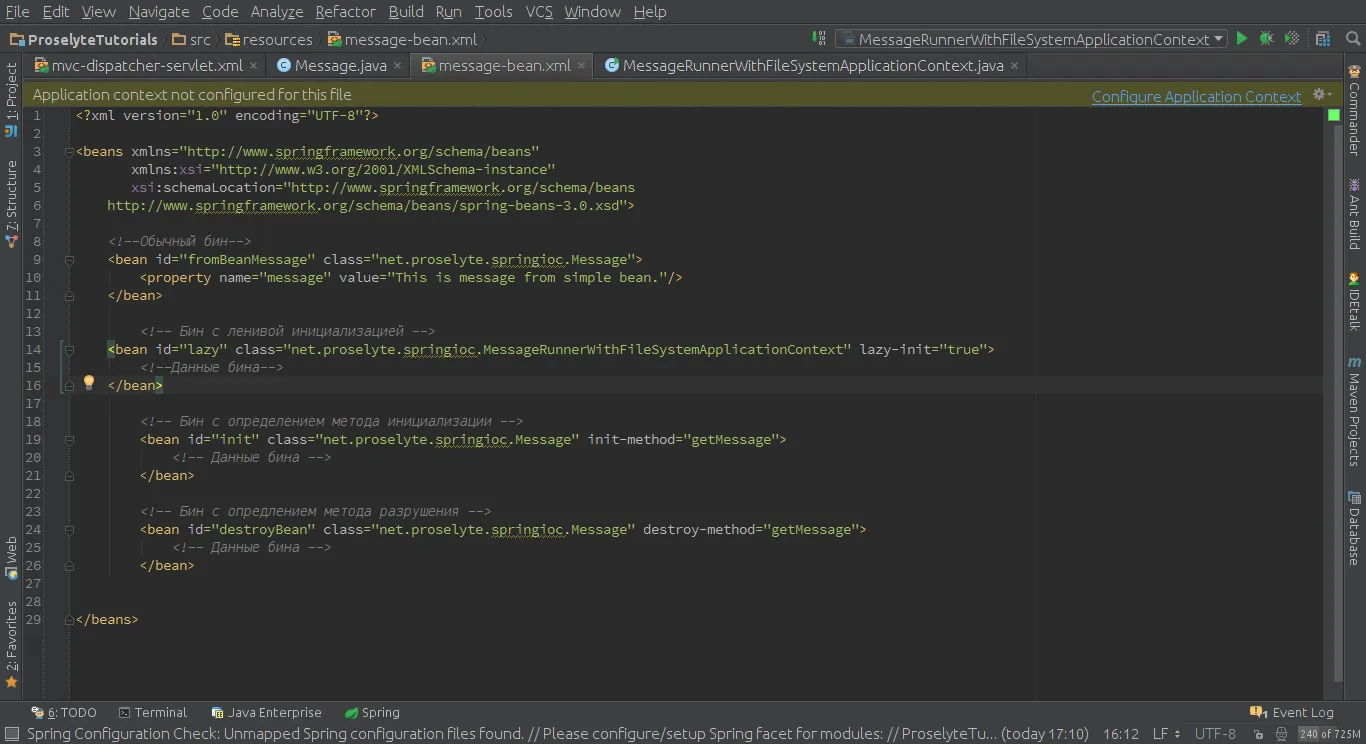 File Edit View Navigate Code Analyze Refactor Build Run Tools VCS Window Help
ProselyteTutorials src resources message-bean.xml MessageRunnerWithFileSystemApplicationContext
mvc-dispatcher-servlet.xml Message.java message-bean.xml MessageRunnerWithFileSystemApplicationContext.java
Application context not configured for this file Configure Application Context
1 <?xml version="1.0" encoding="UTF-8"?>
2
3 <beans xmlns="http://www.springframework.org/schema/beans"
4 xmlns:xsi="http://www.w3.org/2001/XMLSchema-instance"
5 xsi:schemaLocation="http://www.springframework.org/schema/beans
6 http://www.springframework.org/schema/beans/spring-beans-3.0.xsd">
7
8 <!--Обычный бин-->
9 <bean id="fromBeanMessage" class="net.proselyte.springioc.Message">
10 <property name="message" value="This is message from simple bean."/>
11 </bean>
12
13 <!-- Бин с ленивой инициализацией -->
14 <bean id="lazy" class="net.proselyte.springioc.MessageRunnerWithFileSystemApplicationContext" lazy-init="true">
15 <!--Данные бина-->
16 </bean>
17
18 <!-- Бин с определением метода инициализации -->
19 <bean id="init" class="net.proselyte.springioc.Message" init-method="getMessage">
20 <!-- Данные бина -->
21 </bean>
22
23 <!-- Бин с опредлением метода разрушения -->
24 <bean id="destroyBean" class="net.proselyte.springioc.Message" destroy-method="getMessage">
25 <!-- Данные бина -->
26 </bean>
27
28
29 </beans>
1: Project
7: Structure
Web
2: Favorites
Commander
Ant Build
IDEtalk
m Maven Projects
Database
6: TODO Terminal Java Enterprise Spring 1 Event Log
Spring Configuration Check: Unmapped Spring configuration files found. // Please configure/setup Spring facet for modules: // ProselyteTu... (today 17:10) 16:12 LF UTF-8 240 of 725M